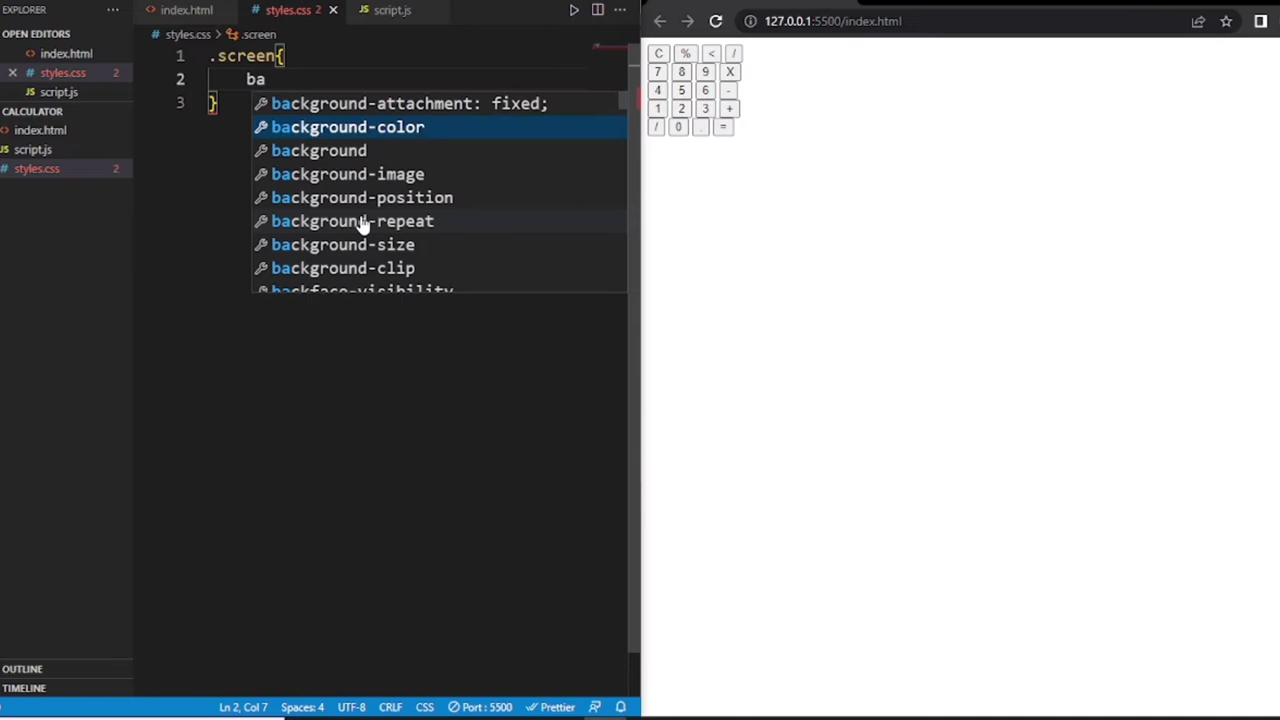 EXPLORER
OPEN EDITORS
index.html
styles.css 2
script.js
CALCULATOR
index.html
script.js
styles.css 2
OUTLINE
TIMELINE
index.html
styles.css 2
script.js
styles.css > .screen
1 .screen{
2 ba
3 }
background-attachment: fixed;
background-color
background
background-image
background-position
background-repeat
background-size
background-clip
backface-visibility
Ln 2, Col 7 Spaces: 4 UTF-8 CRLF CSS Port : 5500 Prettier
127.0.0.1:5500/index.html
C % < /
7 8 9 X
4 5 6 -
1 2 3 +
/ 0 . =